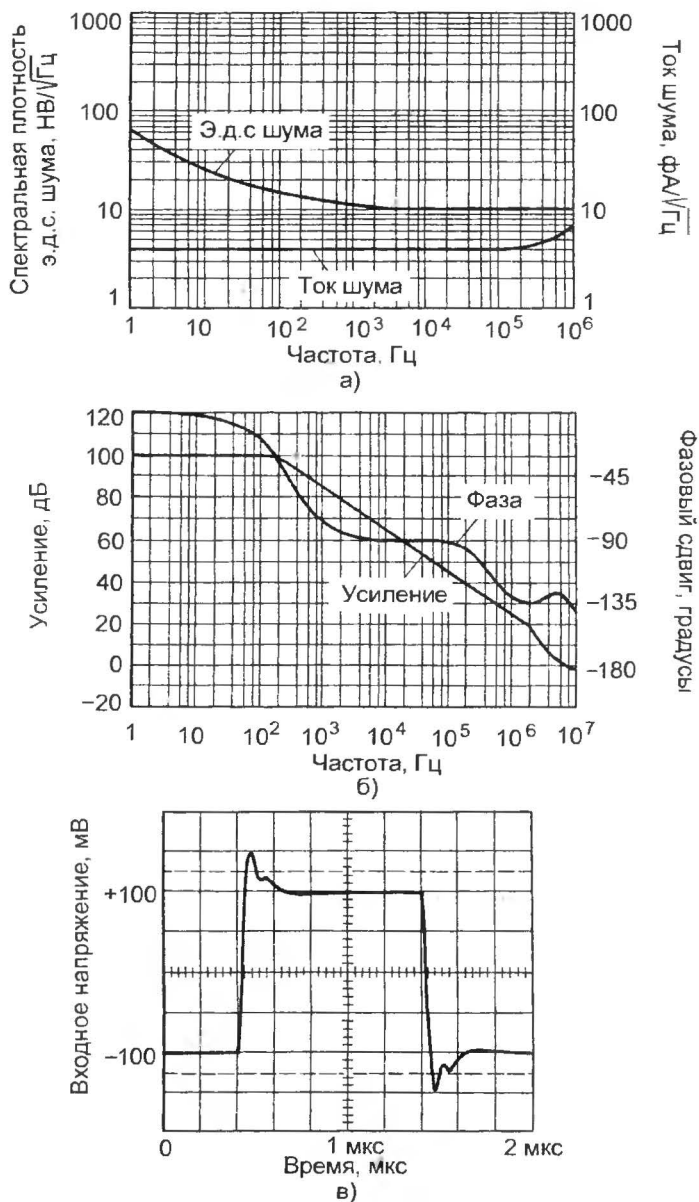 Спектральная плотность
э.д.с. шума, НВ/√Гц
1000
100
10
1
Э.д.с шума
Ток шума
1000
100
10
1
Ток шума, фА/√Гц
1 10 10² 10³ 10⁴ 10⁵ 10⁶
Частота, Гц
а)
Усиление, дБ
120
100
80
60
40
20
0
−20
Фаза
Усиление
−45
−90
−135
−180
Фазовый сдвиг, градусы
1 10 10² 10³ 10⁴ 10⁵ 10⁷
Частота, Гц
б)
Входное напряжение, мВ
+100
−100
0 1 мкс 2 мкс
Время, мкс
в)